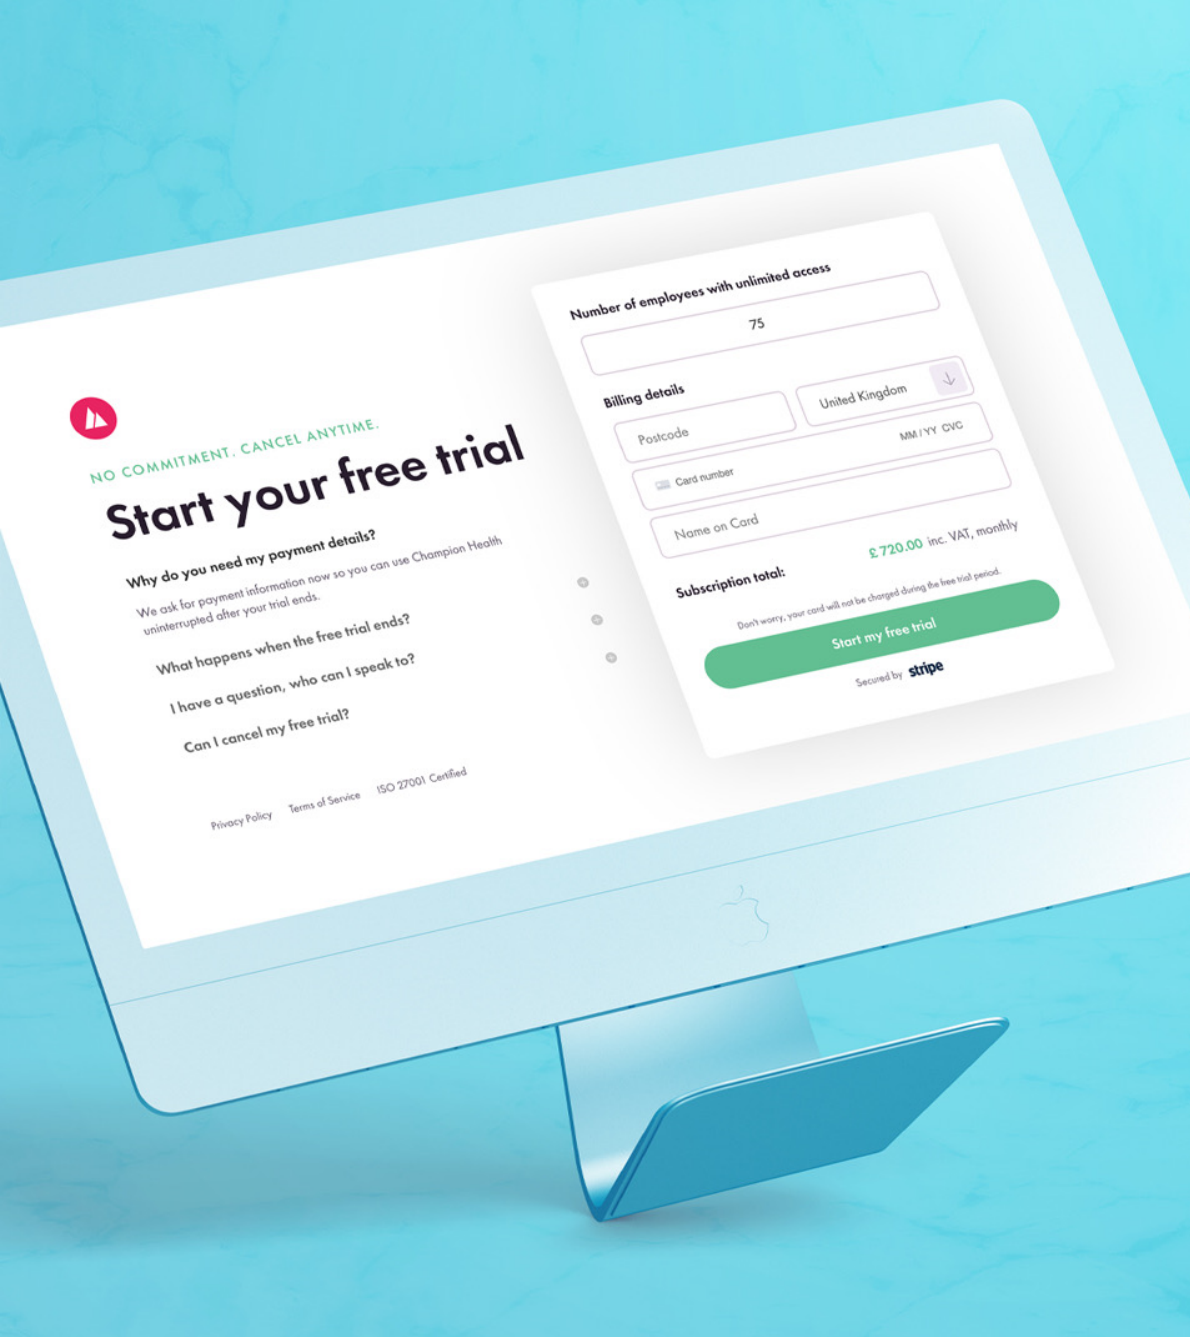 NO COMMITMENT. CANCEL ANYTIME.
Start your free trial
Why do you need my payment details?
We ask for payment information now so you can use Champion Health
uninterrupted after your trial ends.
What happens when the free trial ends?
I have a question, who can I speak to?
Can I cancel my free trial?
Privacy Policy Terms of Service ISO 27001 Certified
Number of employees with unlimited access
75
Billing details
Postcode United Kingdom
Card number MM / YY CVC
Name on Card
Subscription total: £720.00 inc. VAT, monthly
Don't worry, your card will not be charged during the free trial period.
Start my free trial
Secured by stripe